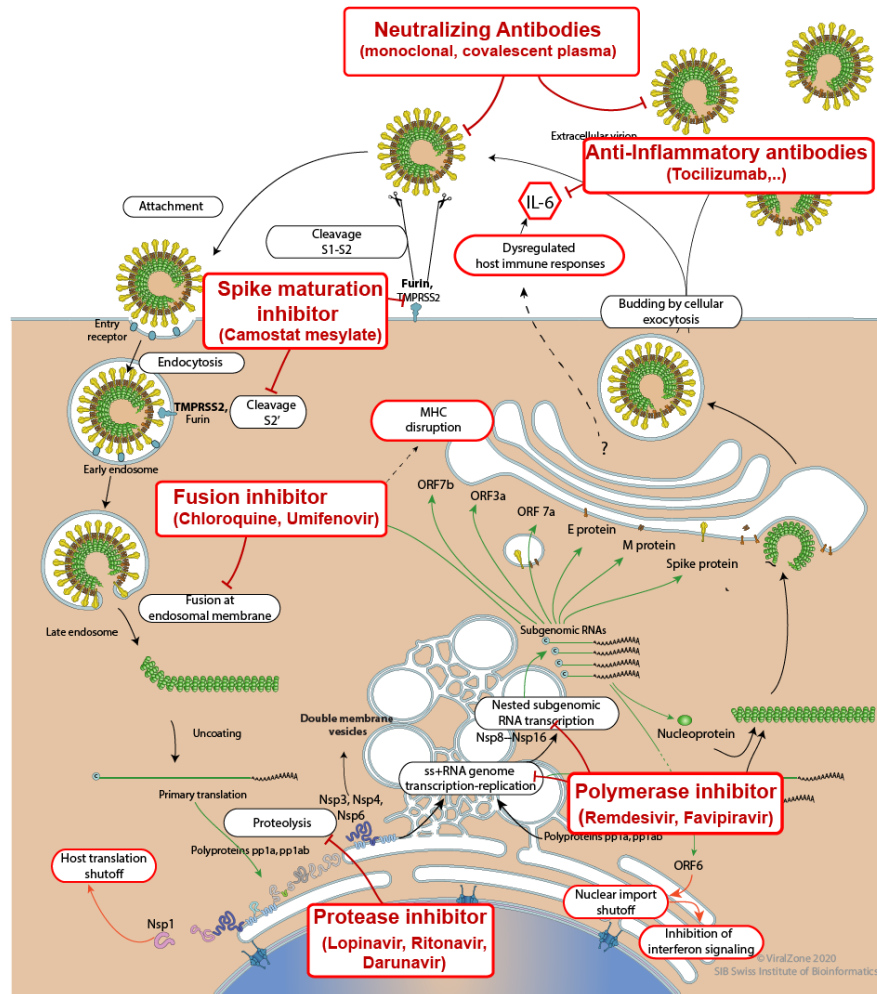 Neutralizing Antibodies
(monoclonal, covalescent plasma)
Extracellular virion
Anti-Inflammatory antibodies
(Tocilizumab,..)
IL-6
Attachment
Cleavage
S1-S2
Dysregulated
host immune responses
Furin,
TMPRSS2
Spike maturation
inhibitor
(Camostat mesylate)
Budding by cellular
exocytosis
Entry
receptor
Endocytosis
TMPRSS2,
Furin
Cleavage
S2'
MHC
disruption
?
Early endosome
ORF7b
ORF3a
ORF 7a
E protein
M protein
Spike protein
Fusion inhibitor
(Chloroquine, Umifenovir)
Fusion at
endosomal membrane
Late endosome
Subgenomic RNAs
c
c
c
c
Double membrane
vesicles
Nested subgenomic
RNA transcription
Nsp8–Nsp16
Nucleoprotein
Uncoating
ss+RNA genome
transcription-replication
c
Primary translation
Nsp3, Nsp4,
Nsp6
Polymerase inhibitor
(Remdesivir, Favipiravir)
Proteolysis
Polyproteins pp1a, pp1ab
Polyproteins pp1a, pp1ab
ORF6
Host translation
shutoff
Nuclear import
shutoff
Nsp1
Protease inhibitor
(Lopinavir, Ritonavir,
Darunavir)
Inhibition of
interferon signaling
© ViralZone 2020
SIB Swiss Institute of Bioinformatics